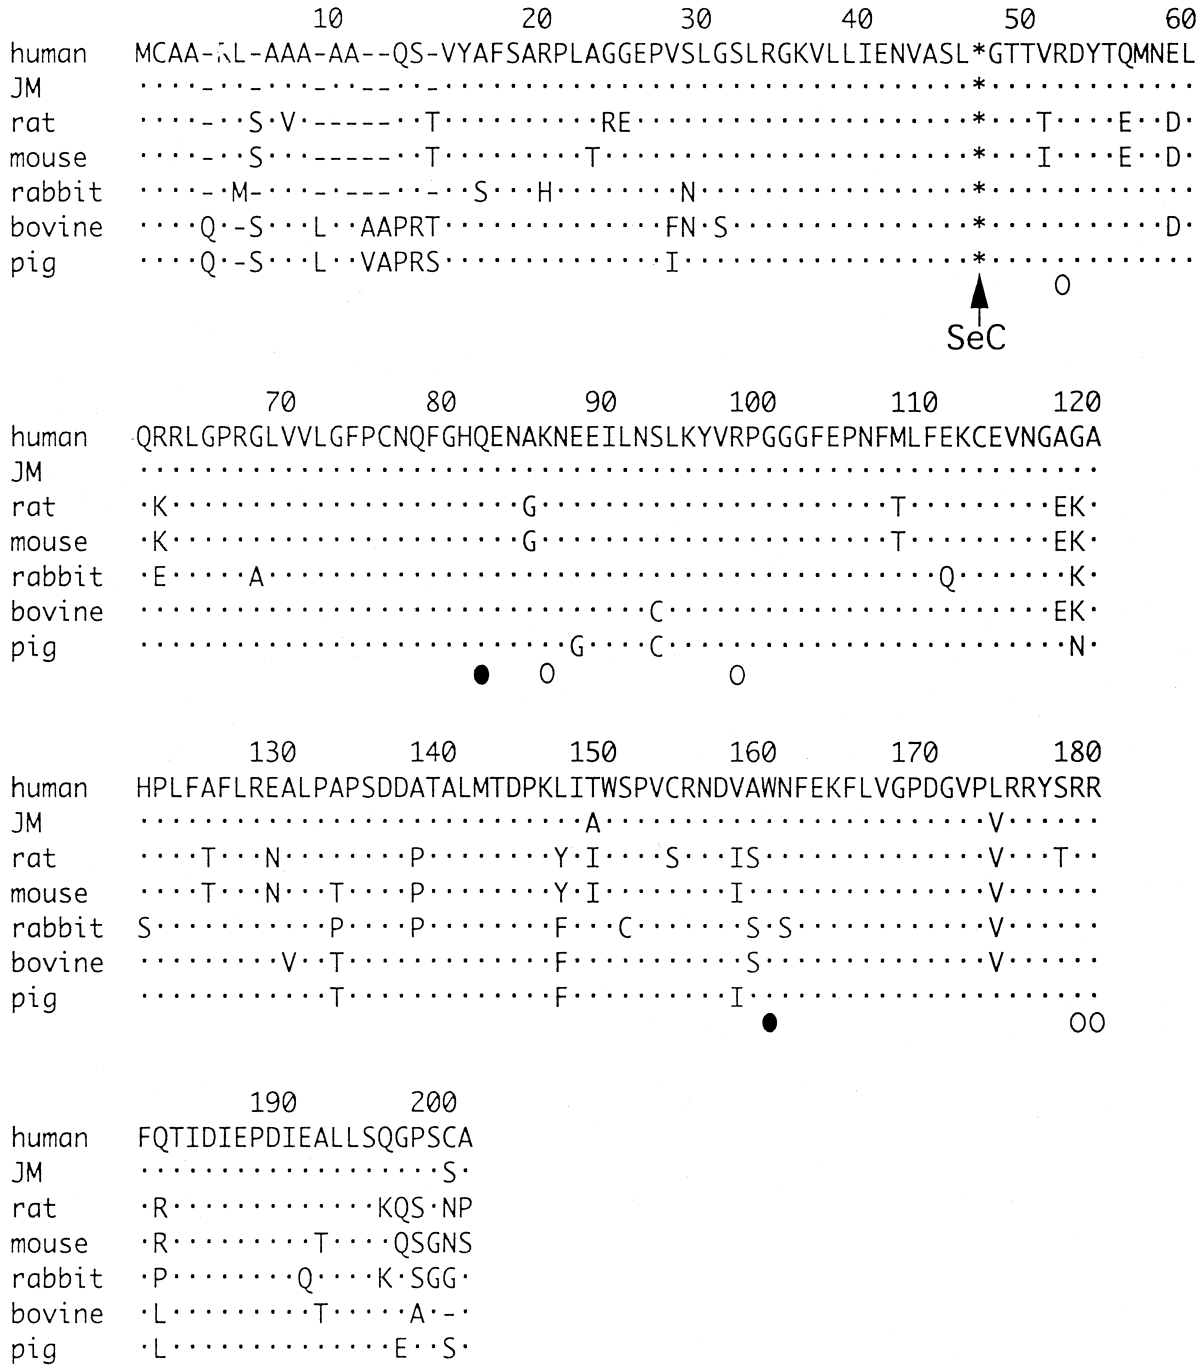 10 20 30 40 50 60
human MCAA-RL-AAA-AA--QS-VYAFSARPLAGGEPVSLGSLRGKVLLIENVASL*GTTVRDYTQMNEL
JM ····-··-···-··--··-·································*·············
rat ····-··S·V·-----··T··········RE·····················*···T····E··D·
mouse ····-··S···-----··T·········T·······················*···I····E··D·
rabbit ····-·M-···-··--··-··S···H········N·················*·············
bovine ····Q·-S···L··AAPRT··············FN·S···············*···········D·
pig ····Q·-S···L··VAPRS··············I··················*·············
O
SeC
70 80 90 100 110 120
human QRRLGPRGLVVLGFPCNQFGHQENAKNEEILNSLKYVRPGGGFEPNFMLFEKCEVNGAGA
JM ····························································
rat ·K······················G······················T·········EK·
mouse ·K······················G······················T·········EK·
rabbit ·E·····A··········································Q·······K·
bovine ································C························EK·
pig ···························G····C·························N·
● O O
130 140 150 160 170 180
human HPLFAFLREALPAPSDDATALMTDPKLITWSPVCRNDVAWNFEKFLVGPDGVPLRRYSRR
JM ····························A························V······
rat ····T···N········P········Y·I····S···IS··············V···T··
mouse ····T···N···T····P········Y·I········I···············V······
rabbit S···········P····P········F···C·······S·S············V······
bovine ·········V··T·············F···········S··············V······
pig ············T·············F··········I······················
● OO
190 200
human FQTIDIEPDIEALLSQGPSCA
JM ···················S·
rat ·R·············KQS·NP
mouse ·R·········T····QSGNS
rabbit ·P········Q····K·SGG·
bovine ·L·········T·····A·-·
pig ·L··············E··S·